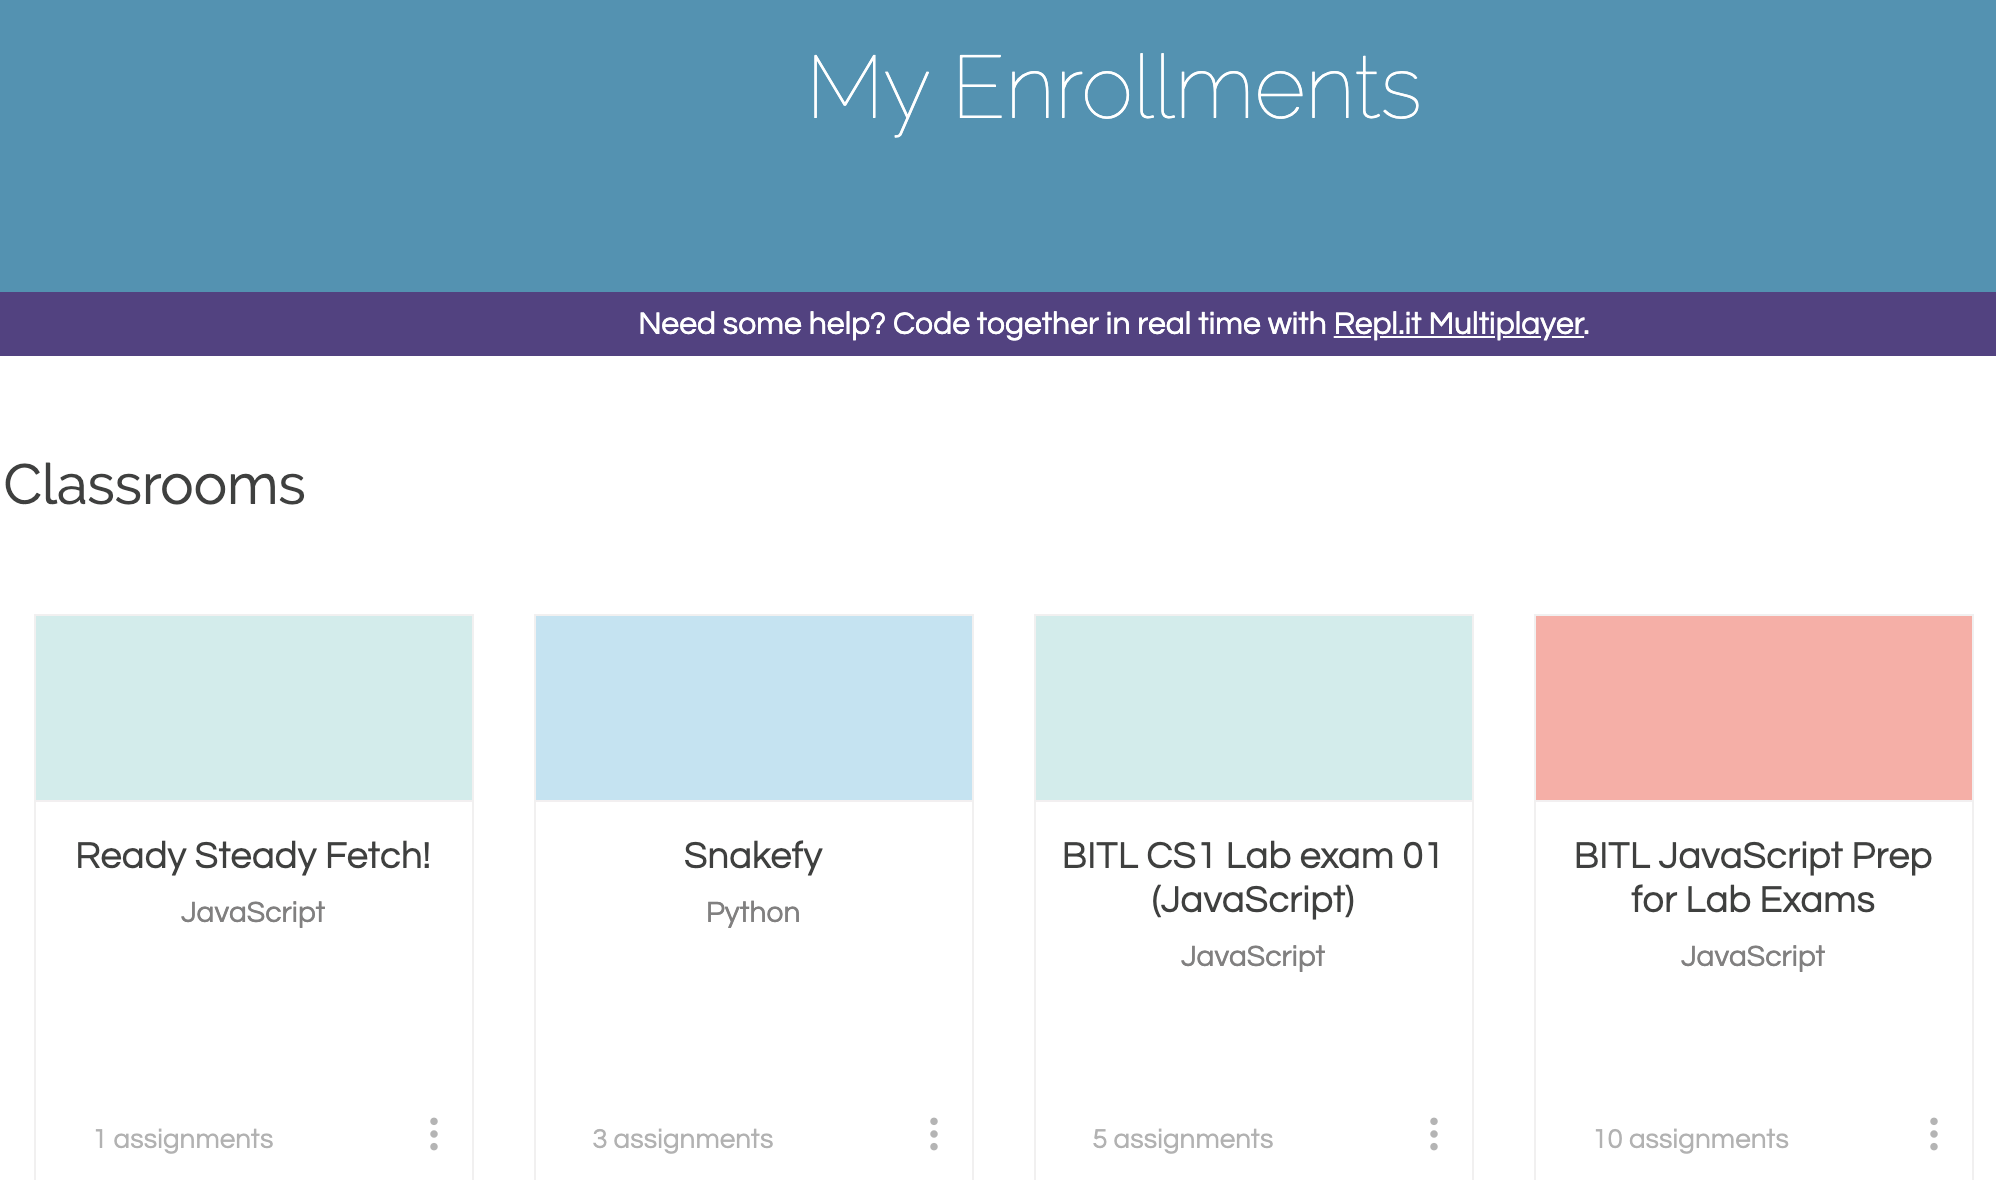 My Enrollments
Need some help? Code together in real time with Repl.it Multiplayer.
Classrooms
Ready Steady Fetch!
JavaScript
1 assignments
Snakefy
Python
3 assignments
BITL CS1 Lab exam 01
(JavaScript)
JavaScript
5 assignments
BITL JavaScript Prep
for Lab Exams
JavaScript
10 assignments